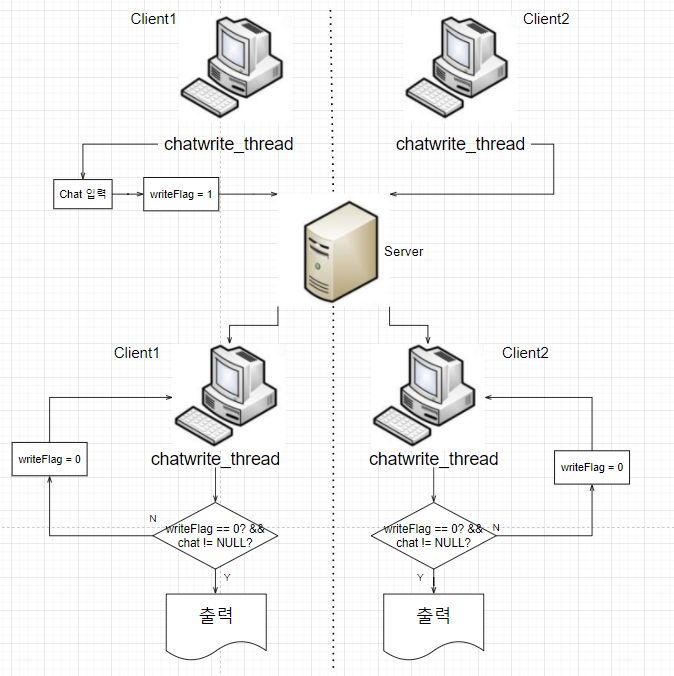 Client1
Client2
chatwrite_thread
chatwrite_thread
Chat 입력
writeFlag = 1
Server
Client1
Client2
writeFlag = 0
writeFlag = 0
chatwrite_thread
chatwrite_thread
N
writeFlag == 0? &&
chat != NULL?
writeFlag == 0? &&
chat != NULL?
N
Y
Y
출력
출력